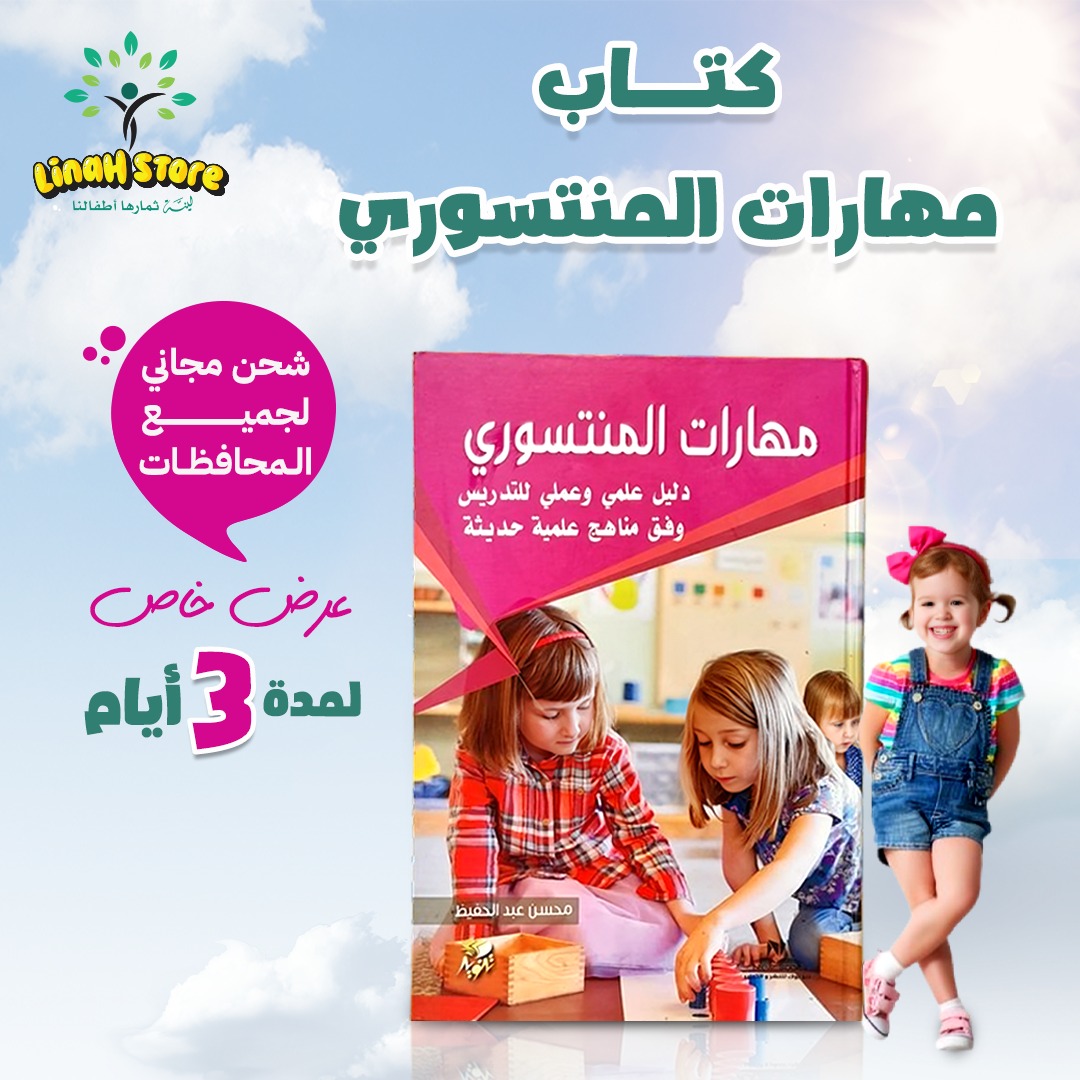 كتـــاب
مهارات المنتسوري
LinaH Store
لينة ثمارها أطفالنا
شحن مجاني
لجميـــــع
المحافظات
عرض خاص
لمدة 3 أيام
مهارات المنتسوري
دليل علمي وعملي للتدريس
وفق مناهج علمية حديثة
محسن عبد الحفيظ